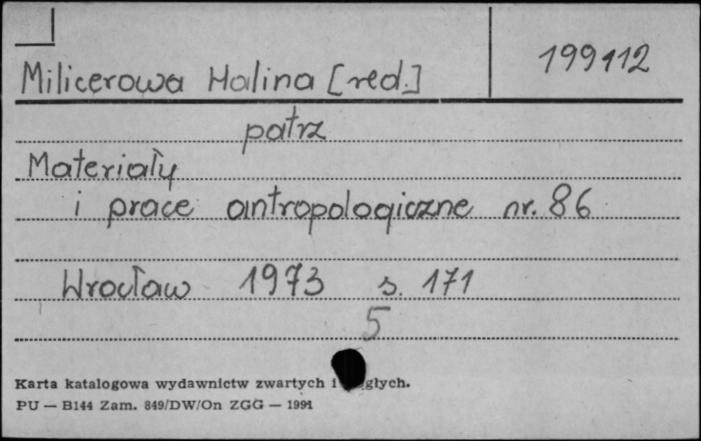 Milicerowa Halina [red.]
199112
patrz
Materiały
i prace antropologiczne nr. 86
Wrocław 1973 s. 171
5
Karta katalogowa wydawnictw zwartych i głych.
PU — B144 Zam. 849/DW/On ZGG — 1991